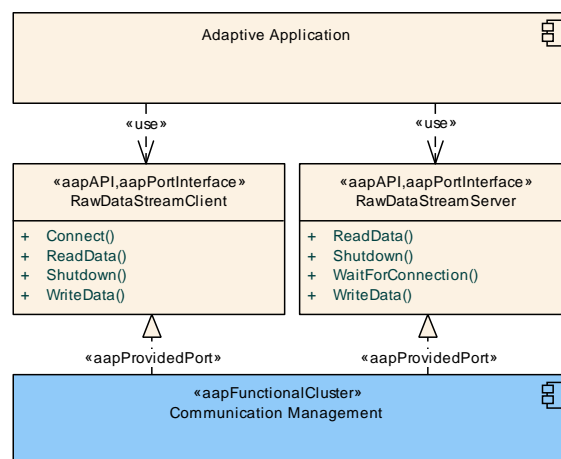 Adaptive Application
«use» «use»
«aapAPI,aapPortInterface» «aapAPI,aapPortInterface»
RawDataStreamClient RawDataStreamServer
+ Connect() + ReadData()
+ ReadData() + Shutdown()
+ Shutdown() + WaitForConnection()
+ WriteData() + WriteData()
«aapProvidedPort» «aapProvidedPort»
«aapFunctionalCluster»
Communication Management